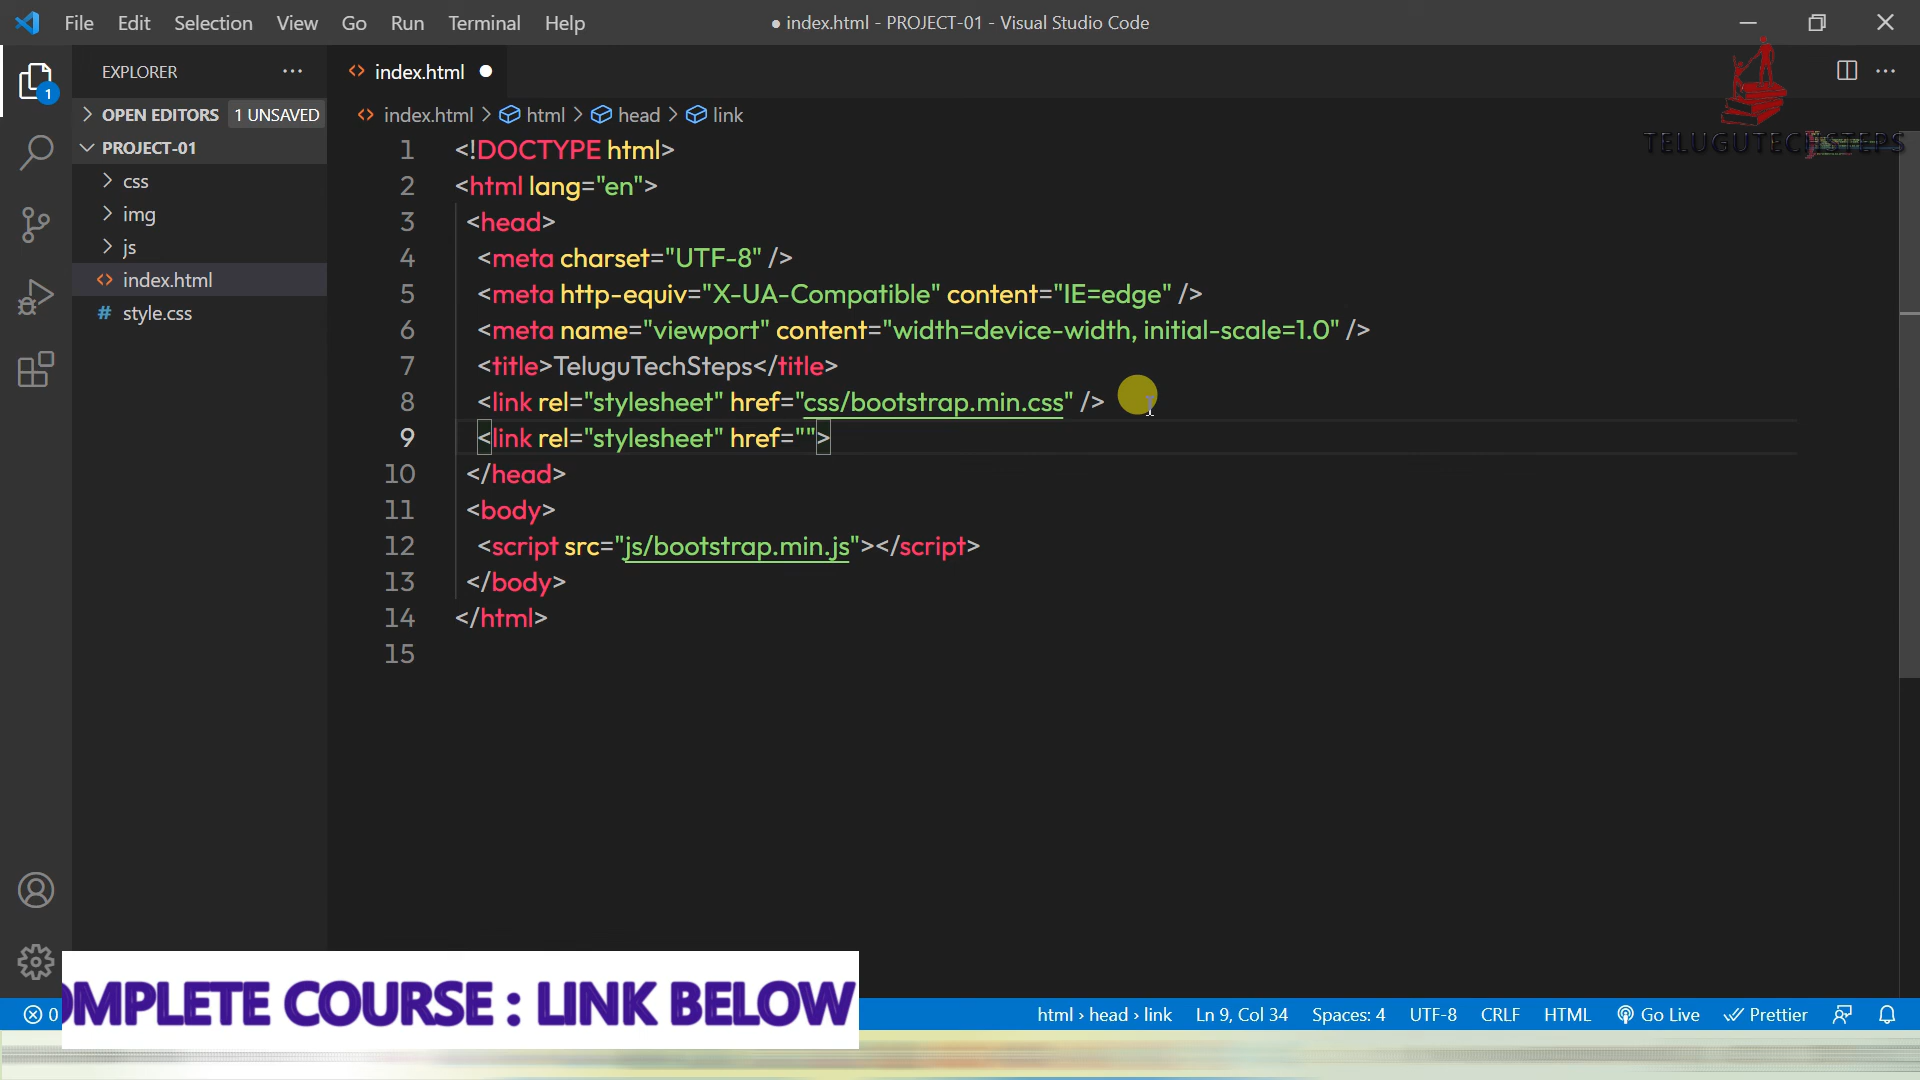 File Edit Selection View Go Run Terminal Help
● index.html - PROJECT-01 - Visual Studio Code
EXPLORER
index.html
TELUGUTECHSTEPS
OPEN EDITORS 1 UNSAVED
PROJECT-01
css
img
js
index.html
style.css
1
index.html > html > head > link
1 <!DOCTYPE html>
2 <html lang="en">
3 <head>
4 <meta charset="UTF-8" />
5 <meta http-equiv="X-UA-Compatible" content="IE=edge" />
6 <meta name="viewport" content="width=device-width, initial-scale=1.0" />
7 <title>TeluguTechSteps</title>
8 <link rel="stylesheet" href="css/bootstrap.min.css" />
9 <link rel="stylesheet" href="">
10 </head>
11 <body>
12 <script src="js/bootstrap.min.js"></script>
13 </body>
14 </html>
15
OMPLETE COURSE : LINK BELOW
0
html › head › link Ln 9, Col 34 Spaces: 4 UTF-8 CRLF HTML Go Live Prettier